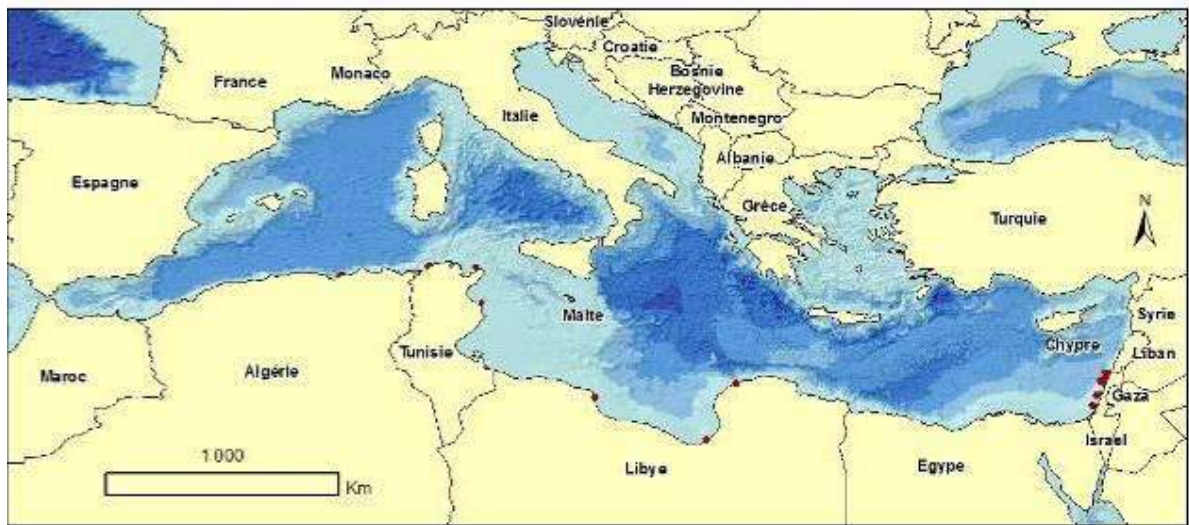 Slovénie
Croatie
France
Monaco
Bosnie
Herzegovine
Italie
Montenegro
Albanie
Espagne
Grèce
Turquie
N
Malte
Syrie
Chypre
Liban
Tunisie
Algérie
Maroc
Gaza
Israel
1 000
Km
Libye
Egypte